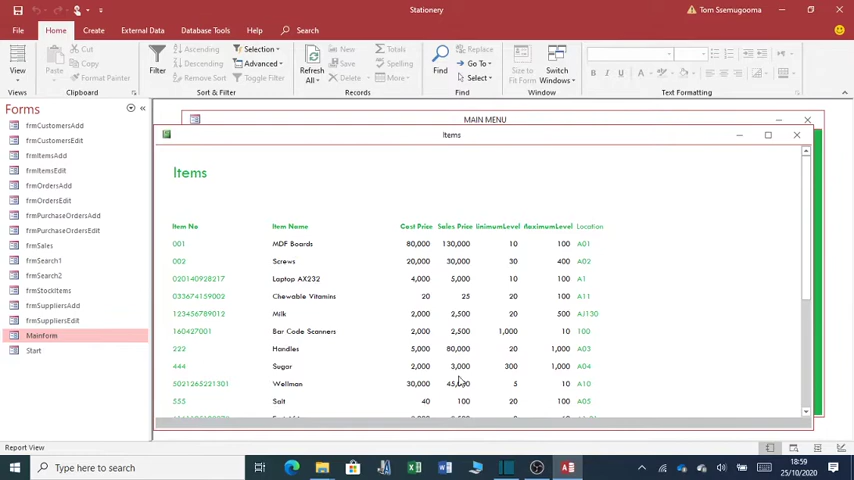 Stationery
Tom Ssemugooma
File Home Create External Data Database Tools Help Search
View Paste Cut Copy Format Painter Filter Ascending Descending Remove Sort Selection Advanced Toggle Filter Refresh All New Save Delete Totals Spelling More Find Replace Go To Select Size to Fit Form Switch Windows
Views Clipboard Sort & Filter Records Find Window Text Formatting
Forms
frmCustomersAdd
frmCustomersEdit
frmItemsAdd
frmItemsEdit
frmOrdersAdd
frmOrdersEdit
frmPurchaseOrdersAdd
frmPurchaseOrdersEdit
frmSales
frmSearch1
frmSearch2
frmStockItems
frmSuppliersAdd
frmSuppliersEdit
MainForm
Start
MAIN MENU
Items
Items
Item No Item Name Cost Price Sales Price inimumLevel aximumLevel Location
001 MDF Boards 80,000 130,000 10 100 A01
002 Screws 20,000 30,000 30 400 A02
020140928217 Laptop AX232 4,000 5,000 10 100 A1
033674159002 Chewable Vitamins 20 25 20 100 A11
123456789012 Milk 2,000 2,500 20 500 AJ130
160427001 Bar Code Scanners 2,000 2,500 1,000 10 100
222 Handles 5,000 80,000 20 1,000 A03
444 Sugar 2,000 3,000 300 1,000 A04
5021265221301 Wellman 30,000 5 10 A10
555 Salt 40 100 20 100 A05
Report View
Type here to search
18:59
25/10/2020